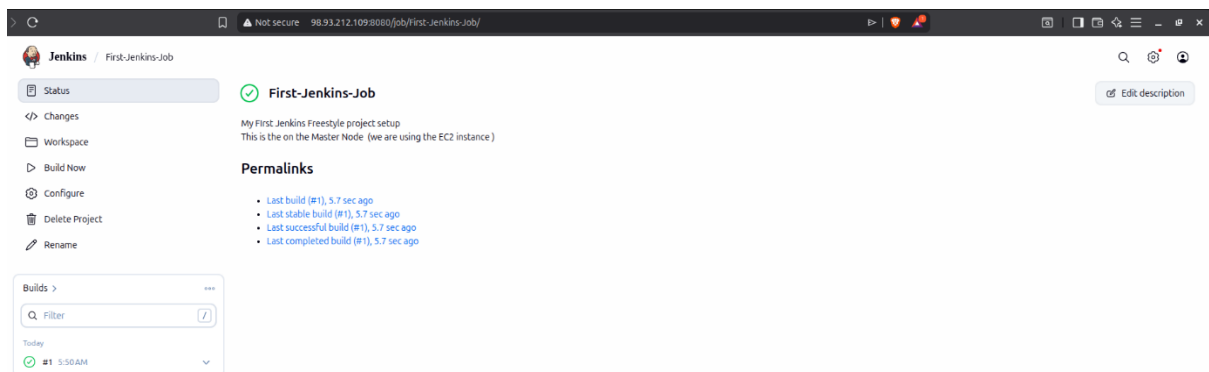 Not secure 98.93.212.109:8080/job/First-Jenkins-Job/
Jenkins / First-Jenkins-Job
Status
Changes
Workspace
Build Now
Configure
Delete Project
Rename
Builds >
Filter /
Today
#1 5:50 AM
First-Jenkins-Job
Edit description
My First Jenkins Freestyle project setup
This is the on the Master Node (we are using the EC2 instance )
Permalinks
Last build (#1), 5.7 sec ago
Last stable build (#1), 5.7 sec ago
Last successful build (#1), 5.7 sec ago
Last completed build (#1), 5.7 sec ago